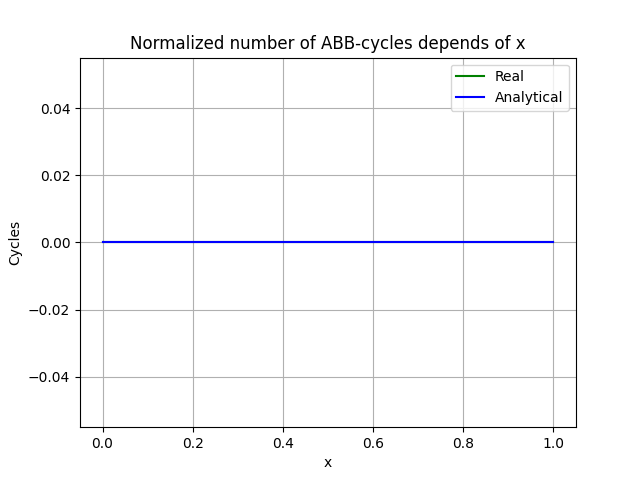 Normalized number of ABB-cycles depends of x
Real
Analytical
0.04
0.02
0.00
−0.02
−0.04
Cycles
0.0 0.2 0.4 0.6 0.8 1.0
x